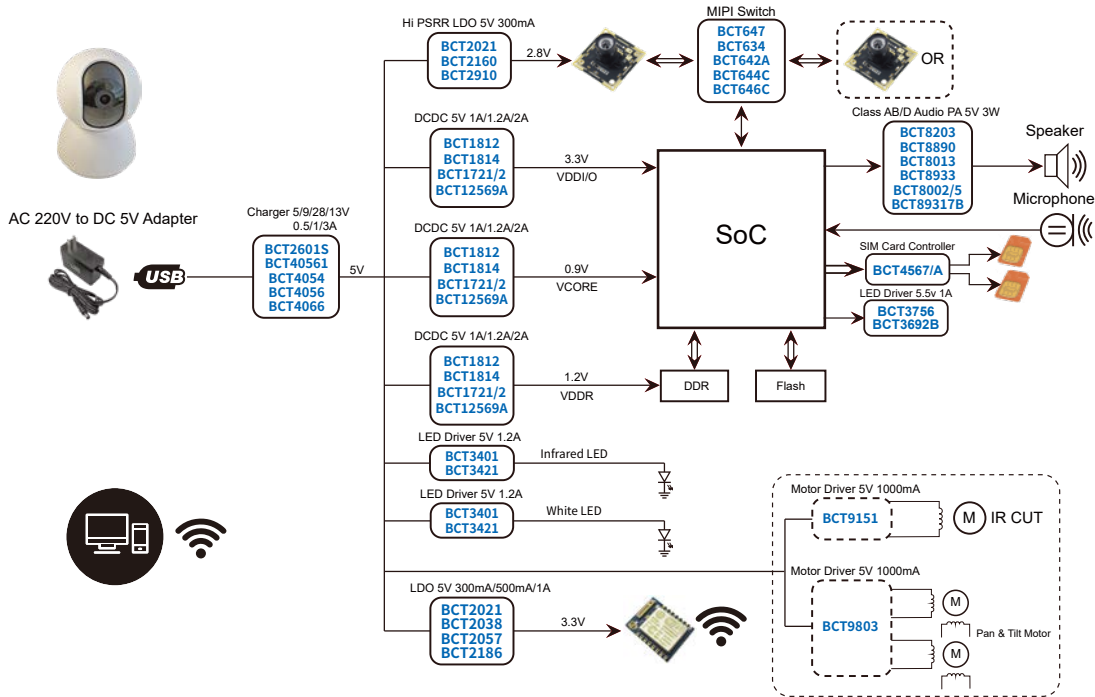 Hi PSRR LDO 5V 300mA
BCT2021
BCT2160
BCT2910
2.8V
MIPI Switch
BCT647
BCT634
BCT642A
BCT644C
BCT646C
OR
DCDC 5V 1A/1.2A/2A
BCT1812
BCT1814
BCT1721/2
BCT12569A
3.3V
VDDI/O
SoC
Class AB/D Audio PA 5V 3W
BCT8203
BCT8890
BCT8013
BCT8933
BCT8002/5
BCT89317B
Speaker
Microphone
AC 220V to DC 5V Adapter
USB
Charger 5/9/28/13V
0.5/1/3A
BCT2601S
BCT40561
BCT4054
BCT4056
BCT4066
5V
DCDC 5V 1A/1.2A/2A
BCT1812
BCT1814
BCT1721/2
BCT12569A
0.9V
VCORE
SIM Card Controller
BCT4567/A
LED Driver 5.5v 1A
BCT3756
BCT3692B
DCDC 5V 1A/1.2A/2A
BCT1812
BCT1814
BCT1721/2
BCT12569A
1.2V
VDDR
DDR
Flash
LED Driver 5V 1.2A
BCT3401
BCT3421
Infrared LED
LED Driver 5V 1.2A
BCT3401
BCT3421
White LED
Motor Driver 5V 1000mA
BCT9151
M
IR CUT
Motor Driver 5V 1000mA
BCT9803
M
Pan & Tilt Motor
M
LDO 5V 300mA/500mA/1A
BCT2021
BCT2038
BCT2057
BCT2186
3.3V